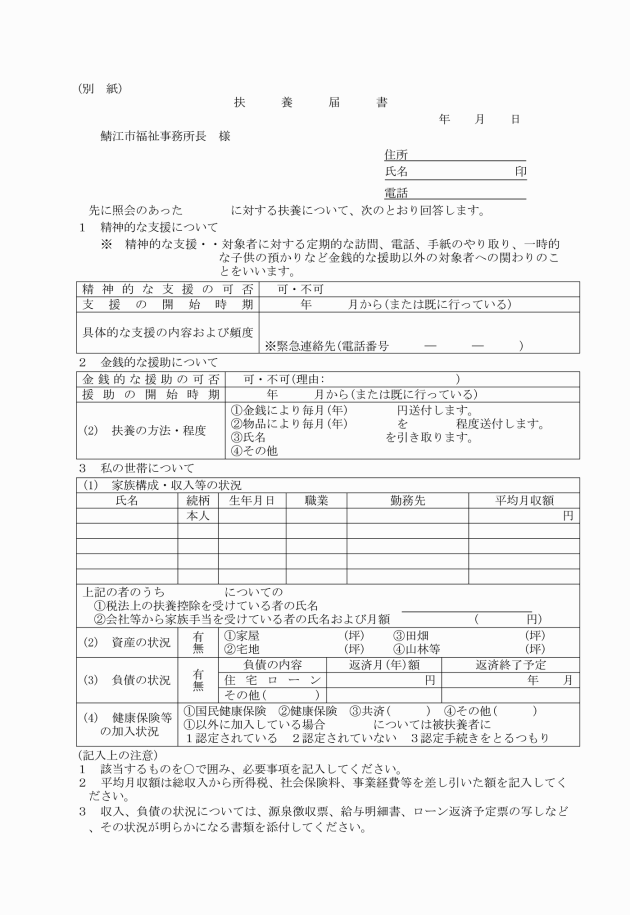 (別　紙)
扶　養　届　書
年　　月　　日
鯖江市福祉事務所長　様
住所
氏名　　　　　　　　　印
電話
先に照会のあった　　　　に対する扶養について、次のとおり回答します。
１　精神的な支援について
※　精神的な支援・・対象者に対する定期的な訪問、電話、手紙のやり取り、一時的
な子供の預かりなど金銭的な援助以外の対象者への関わりのこ
とをいいます。
精神的な支援の可否　可・不可
支援の開始時期　　　年　　　月から(または既に行っている)
具体的な支援の内容および頻度
※緊急連絡先(電話番号　　　―　　　―　　　)
２　金銭的な援助について
金銭的な援助の可否　可・不可(理由:　　　　　　　　　　　)
援助の開始時期　　　年　　　月から(または既に行っている)
(2)　扶養の方法・程度
①金銭により毎月(年)　　　　円送付します。
②物品により毎月(年)　　　　を　　　　程度送付します。
③氏名　　　　　　　　　　を引き取ります。
④その他
３　私の世帯について
(1)　家族構成・収入等の状況
氏名　続柄　生年月日　職業　勤務先　平均月収額
本人　　　　　　　　　円
上記の者のうち　　　　　についての
①税法上の扶養控除を受けている者の氏名
②会社等から家族手当を受けている者の氏名および月額　　　　　　　(　　　　円)
(2)　資産の状況　有　無
①家屋　　　　　　　(坪)　　③田畑　　　　　　　　(坪)
②宅地　　　　　　　(坪)　　④山林等　　　　　　　(坪)
(3)　負債の状況　有　無
負債の内容　返済月(年)額　返済終了予定
住宅ローン　　　　　円　　　　　年　　月
その他(　　　　)
(4)　健康保険等
の加入状況
①国民健康保険　②健康保険　③共済(　　　)　④その他(　　　)
①以外に加入している場合　　　　については被扶養者に
１認定されている　２認定されていない　３認定手続きをとるつもり
(記入上の注意)
１　該当するものを○で囲み、必要事項を記入してください。
２　平均月収額は総収入から所得税、社会保険料、事業経費等を差し引いた額を記入してく
ださい。
３　収入、負債の状況については、源泉徴収票、給与明細書、ローン返済予定票の写しなど
、その状況が明らかになる書類を添付してください。